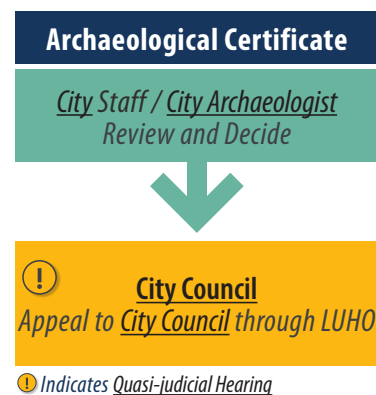 Archaeological Certificate
City Staff / City Archaeologist
Review and Decide
!
City Council
Appeal to City Council through LUHO
! Indicates Quasi-judicial Hearing